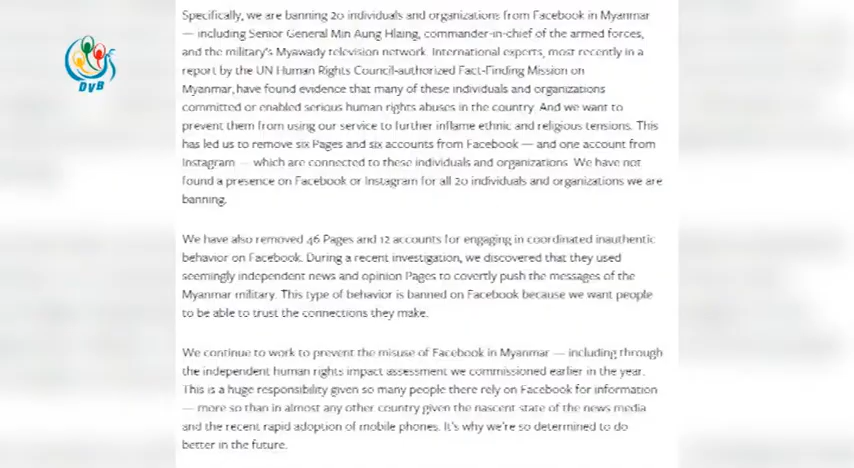 DVB
Specifically, we are banning 20 individuals and organizations from Facebook in Myanmar
— including Senior General Min Aung Hlaing, commander-in-chief of the armed forces,
and the military's Myawady television network. International experts, most recently in a
report by the UN Human Rights Council-authorized Fact-Finding Mission on
Myanmar, have found evidence that many of these individuals and organizations
committed or enabled serious human rights abuses in the country. And we want to
prevent them from using our service to further inflame ethnic and religious tensions. This
has led us to remove six Pages and six accounts from Facebook — and one account from
Instagram — which are connected to these individuals and organizations. We have not
found a presence on Facebook or Instagram for all 20 individuals and organizations we are
banning.
We have also removed 46 Pages and 12 accounts for engaging in coordinated inauthentic
behavior on Facebook. During a recent investigation, we discovered that they used
seemingly independent news and opinion Pages to covertly push the messages of the
Myanmar military. This type of behavior is banned on Facebook because we want people
to be able to trust the connections they make.
We continue to work to prevent the misuse of Facebook in Myanmar — including through
the independent human rights impact assessment we commissioned earlier in the year.
This is a huge responsibility given so many people there rely on Facebook for information
— more so than in almost any other country given the nascent state of the news media
and the recent rapid adoption of mobile phones. It's why we're so determined to do
better in the future.